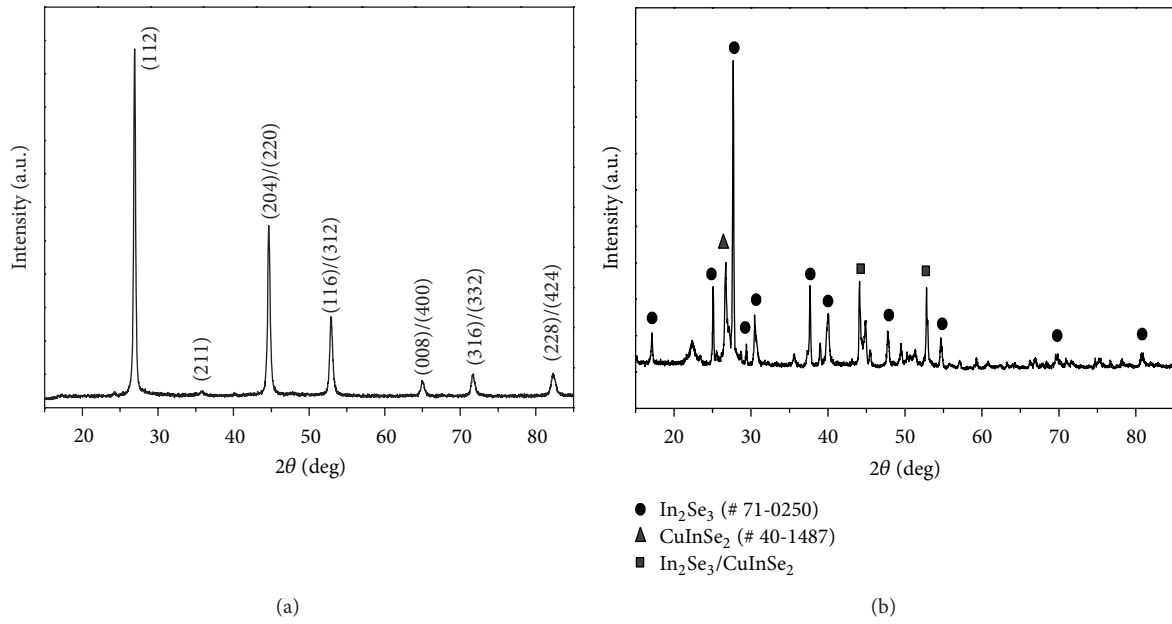 Intensity (a.u.)
(112)
(211)
(204)/(220)
(116)/(312)
(008)/(400)
(316)/(332)
(228)/(424)
20 30 40 50 60 70 80
2θ (deg)
(a)
Intensity (a.u.)
20 30 40 50 60 70 80
2θ (deg)
In₂Se₃ (# 71-0250)
CuInSe₂ (# 40-1487)
In₂Se₃/CuInSe₂
(b)